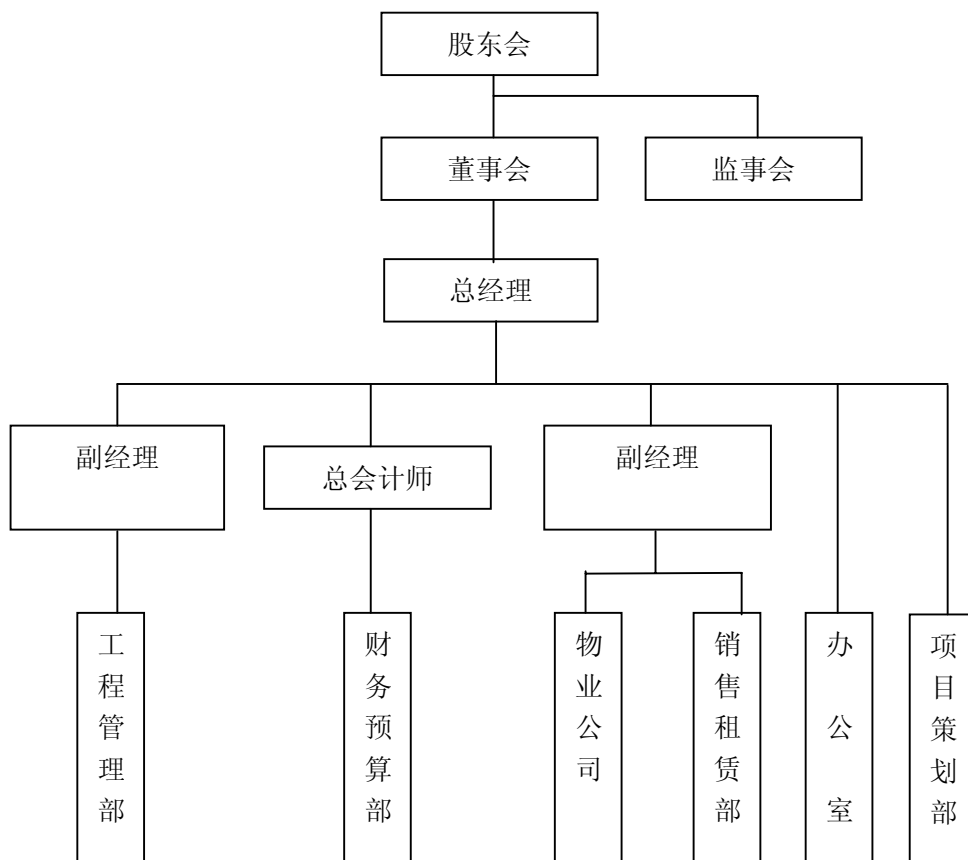 股东会
董事会
监事会
总经理
副经理
总会计师
副经理
工程管理部
财务预算部
物业公司
销售租赁部
办公室
项目策划部